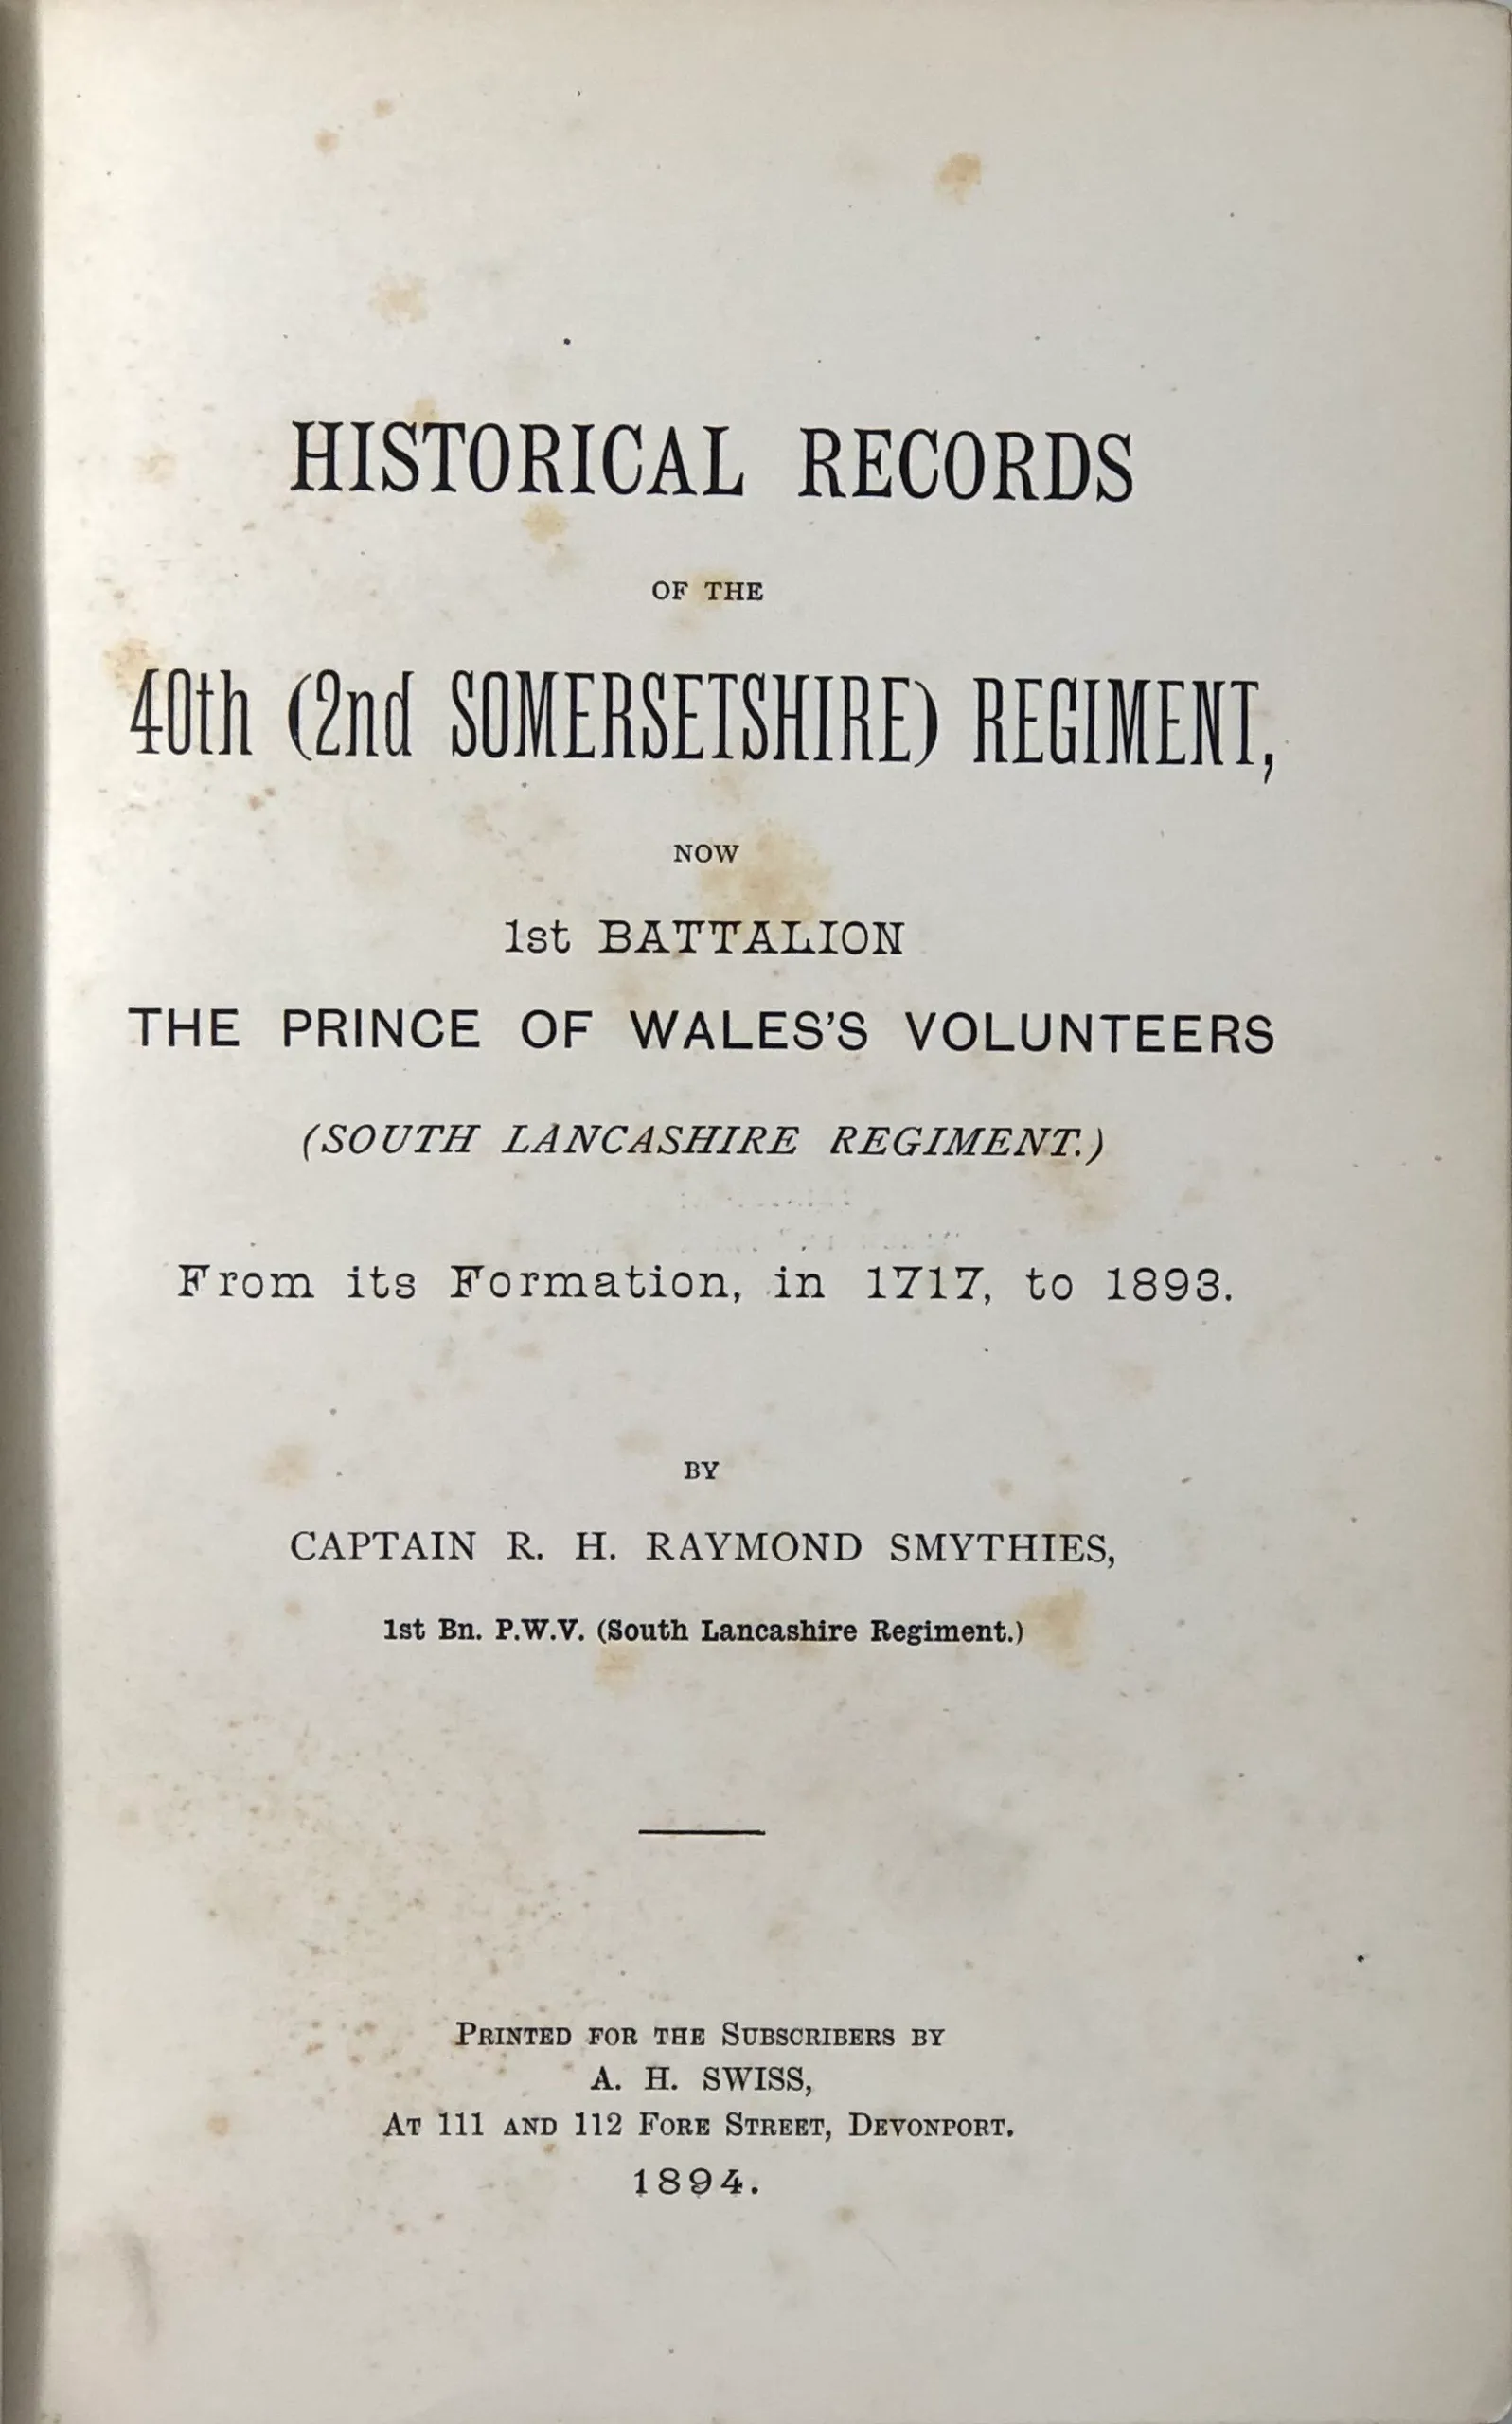 HISTORICAL RECORDS
OF THE
40th (2nd SOMERSETSHIRE) REGIMENT,
NOW
1st BATTALION
THE PRINCE OF WALES'S VOLUNTEERS
(SOUTH LANCASHIRE REGIMENT.)
From its Formation, in 1717, to 1893.
BY
CAPTAIN R. H. RAYMOND SMYTHIES,
1st Bn. P.W.V. (South Lancashire Regiment.)
PRINTED FOR THE SUBSCRIBERS BY
A. H. SWISS,
AT 111 AND 112 FORE STREET, DEVONPORT.
1894.